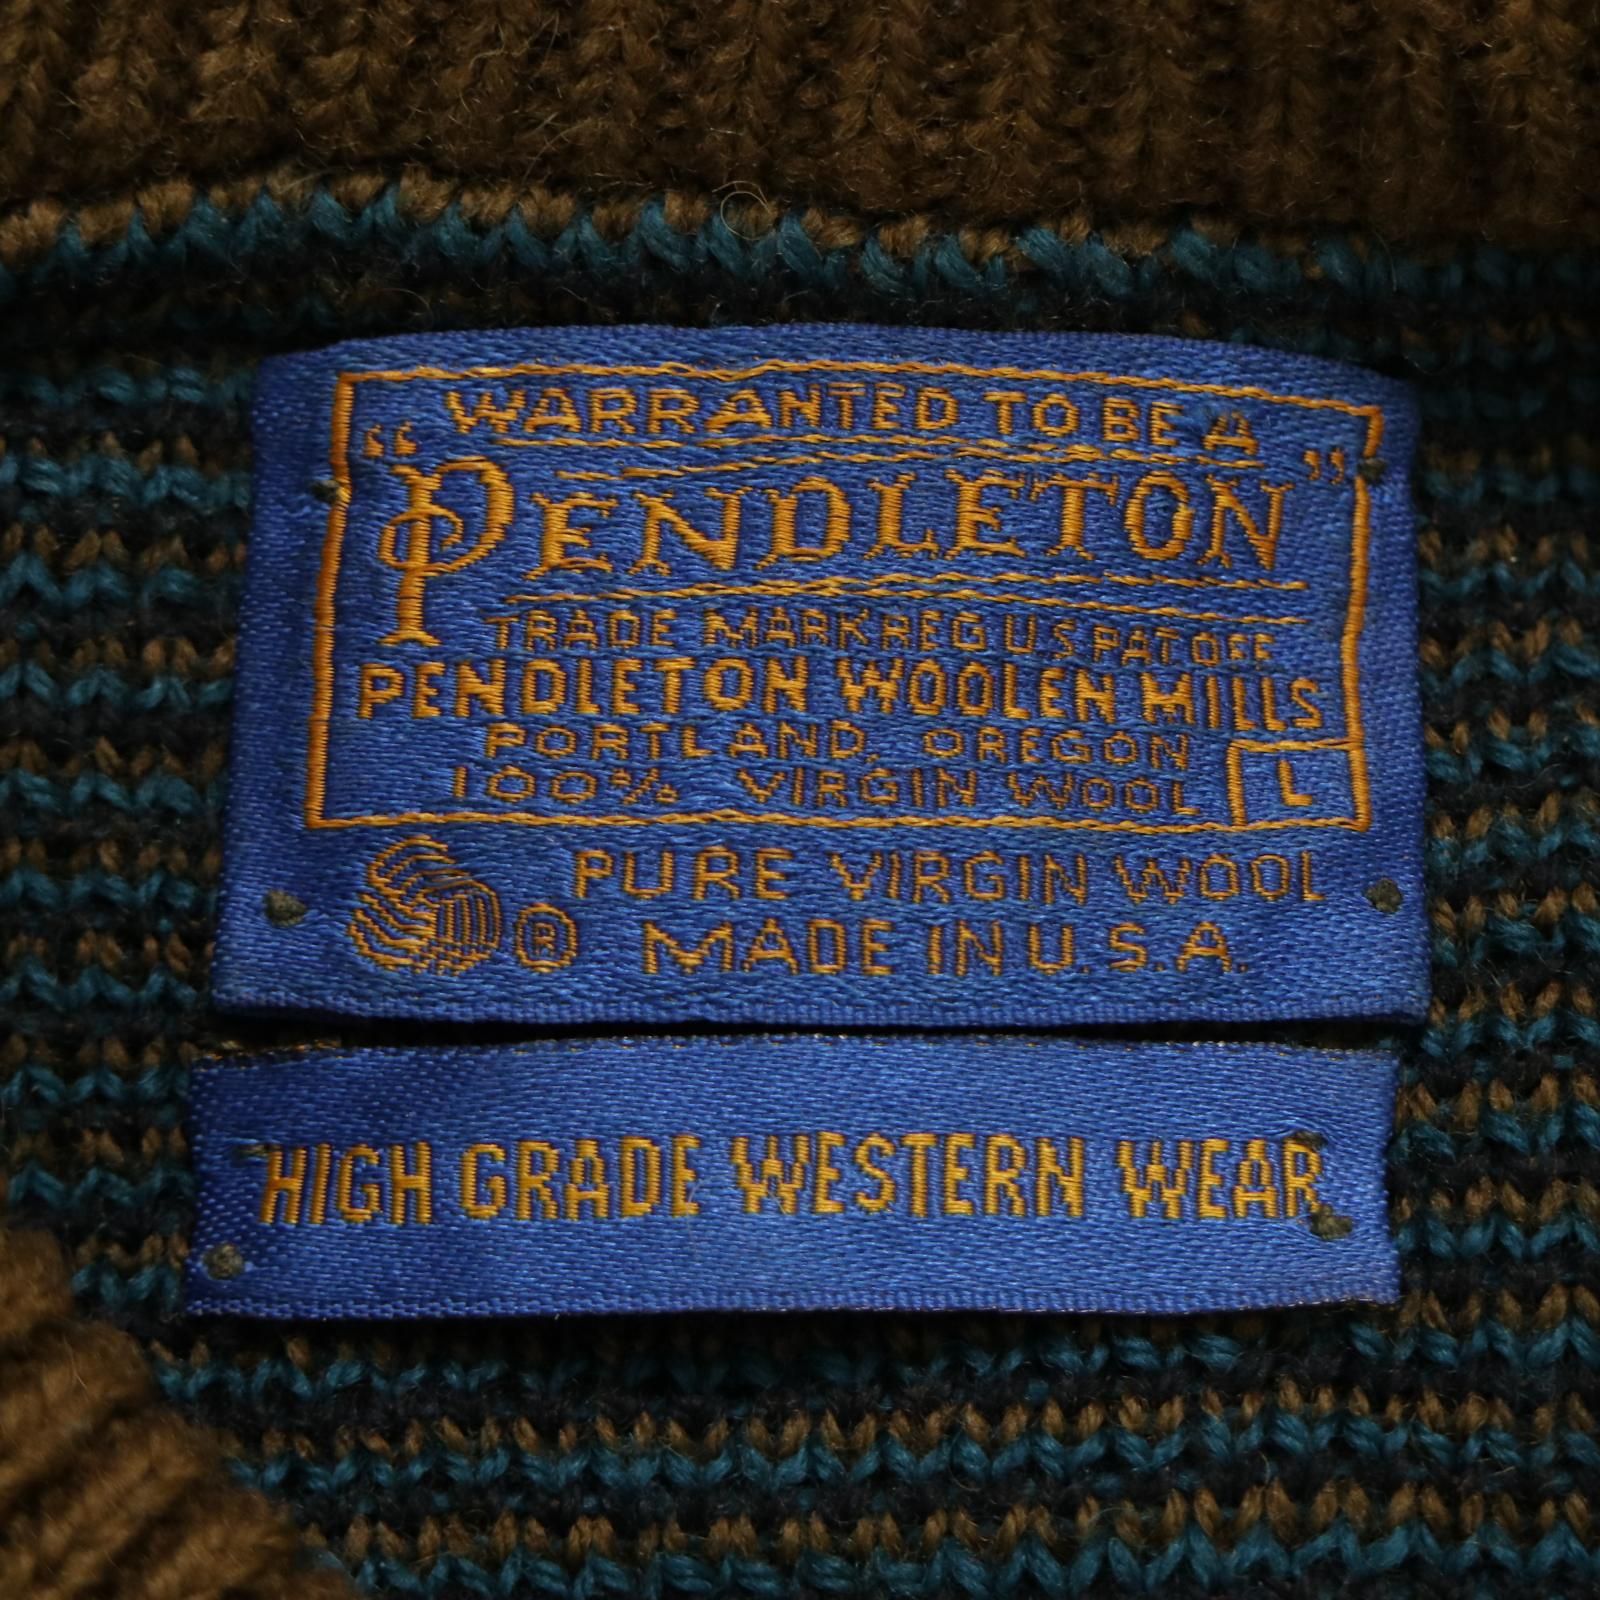 WARRANTED TO BE A
"PENDLETON"
TRADE MARK REG U.S. PAT OFF
PENDLETON WOOLEN MILLS
PORTLAND, OREGON
100% VIRGIN WOOL L
PURE VIRGIN WOOL
® MADE IN U.S.A.
HIGH GRADE WESTERN WEAR